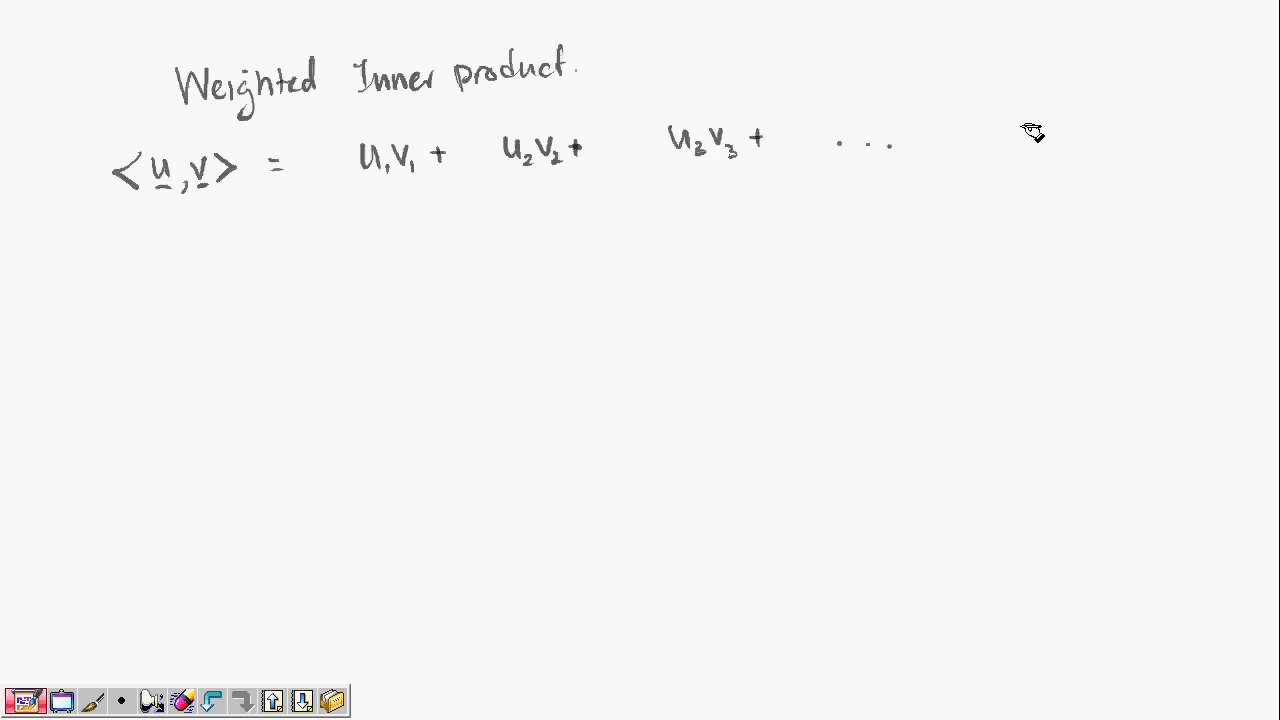 Weighted Inner product.
<u,v> = u₁v₁ + u₂v₂ + u₃v₃ + ...